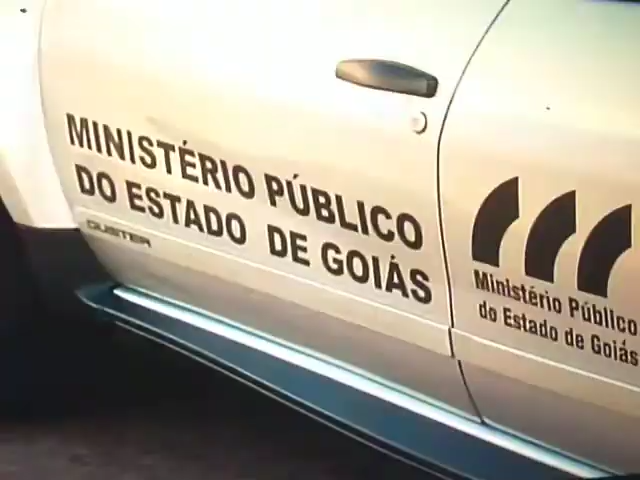 MINISTÉRIO PÚBLICO
DO ESTADO DE GOIÁS
DUSTER
Ministério Público
do Estado de Goiás